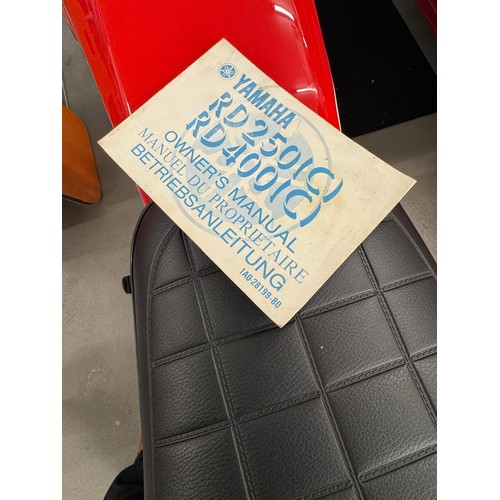 YAMAHA
RD250(C)
RD400(C)
OWNER'S MANUAL
MANUEL DU PROPRIETAIRE
BETRIEBSANLEITUNG
1A0-28199-80